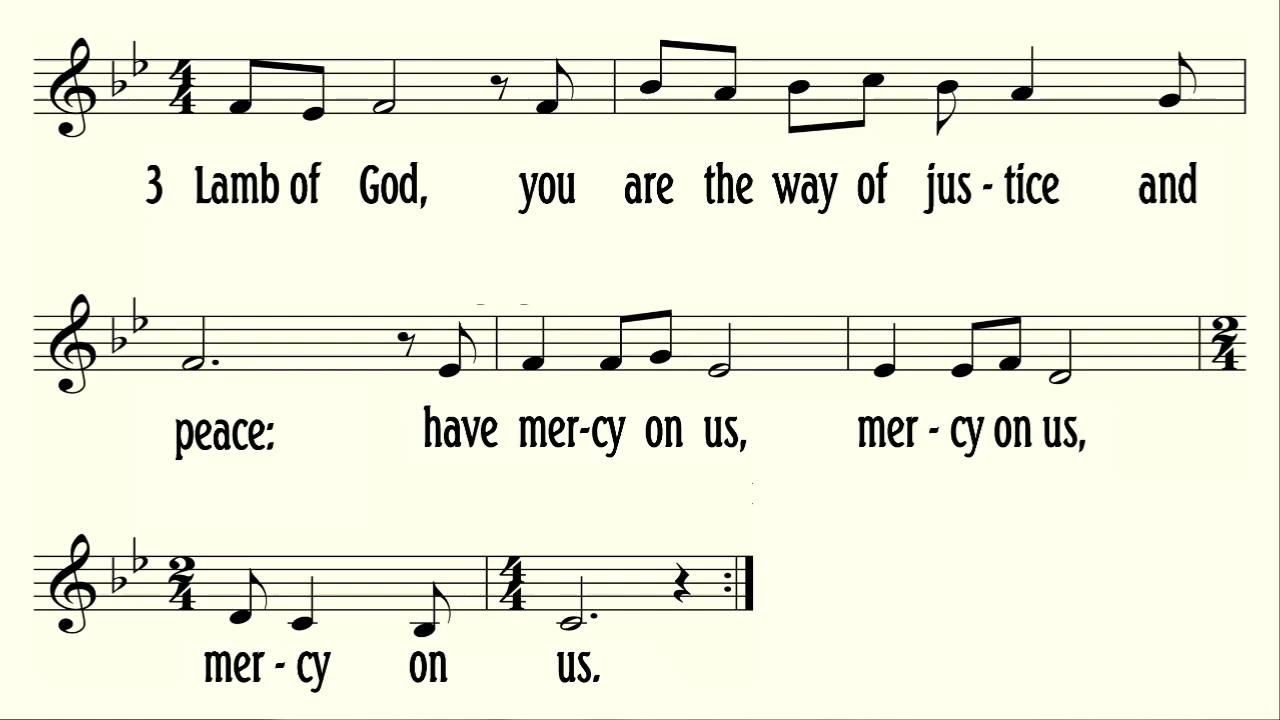 3 Lamb of God, you are the way of jus - tice and
peace: have mer-cy on us, mer - cy on us,
mer - cy on us.